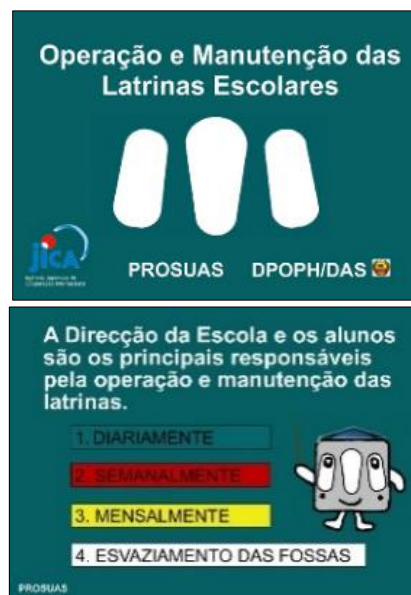 Operação e Manutenção das
Latrinas Escolares
jICA
PROSUAS DPOPH/DAS
A Direcção da Escola e os alunos
são os principais responsáveis
pela operação e manutenção das
latrinas.
1. DIARIAMENTE
2. SEMANALMENTE
3. MENSALMENTE
4. ESVAZIAMENTO DAS FOSSAS
PROSUAS